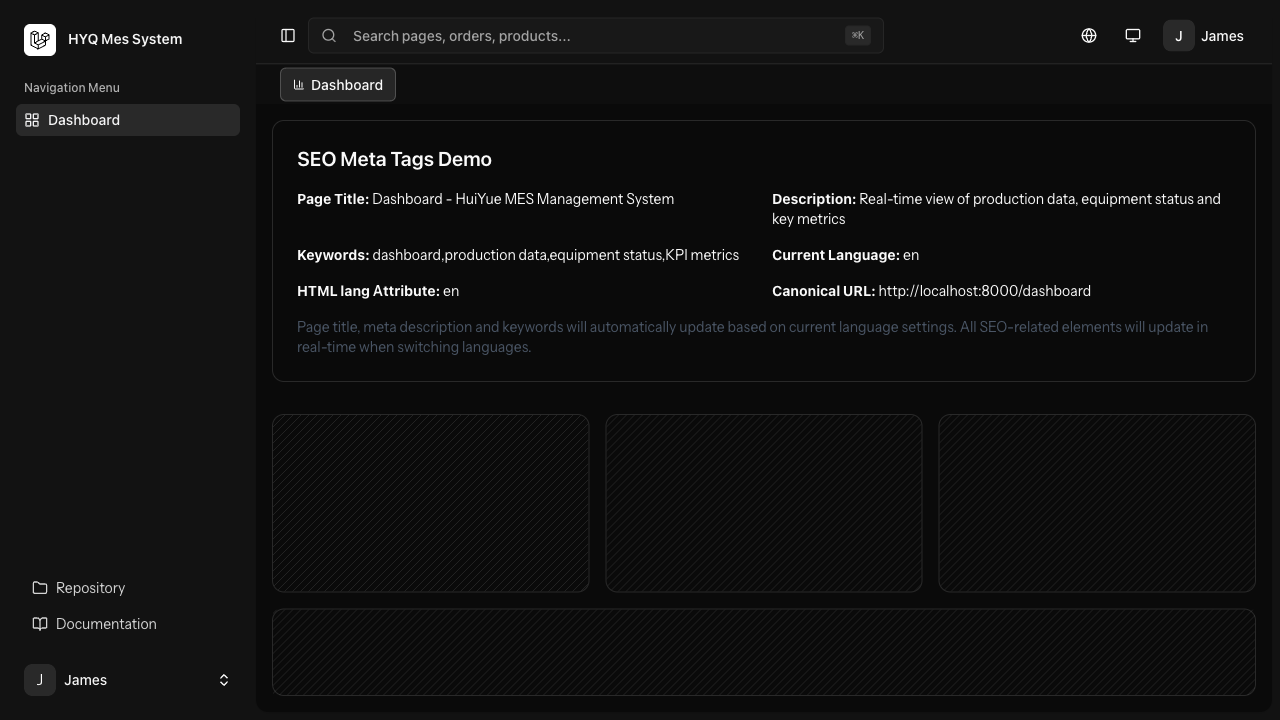 HYQ Mes System
Navigation Menu
Dashboard
Repository
Documentation
J
James
Search pages, orders, products...
⌘K
J
James
Dashboard
SEO Meta Tags Demo
Page Title: Dashboard - HuiYue MES Management System
Description: Real-time view of production data, equipment status and
key metrics
Keywords: dashboard,production data,equipment status,KPI metrics
Current Language: en
HTML lang Attribute: en
Canonical URL: http://localhost:8000/dashboard
Page title, meta description and keywords will automatically update based on current language settings. All SEO-related elements will update in
real-time when switching languages.